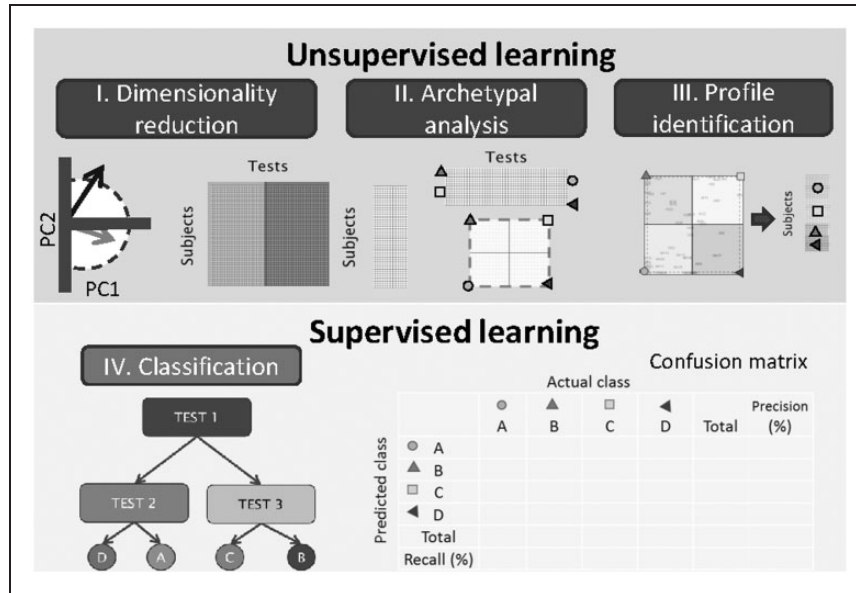 Unsupervised learning
I. Dimensionality
reduction
II. Archetypal
analysis
III. Profile
identification
PC2
PC1
Tests
Subjects
Subjects
Tests
Subjects
Supervised learning
IV. Classification
TEST 1
TEST 2
TEST 3
D
A
C
B
Confusion matrix
Actual class
A B C D Total Precision
(%)
Predicted class
A
B
C
D
Total
Recall (%)